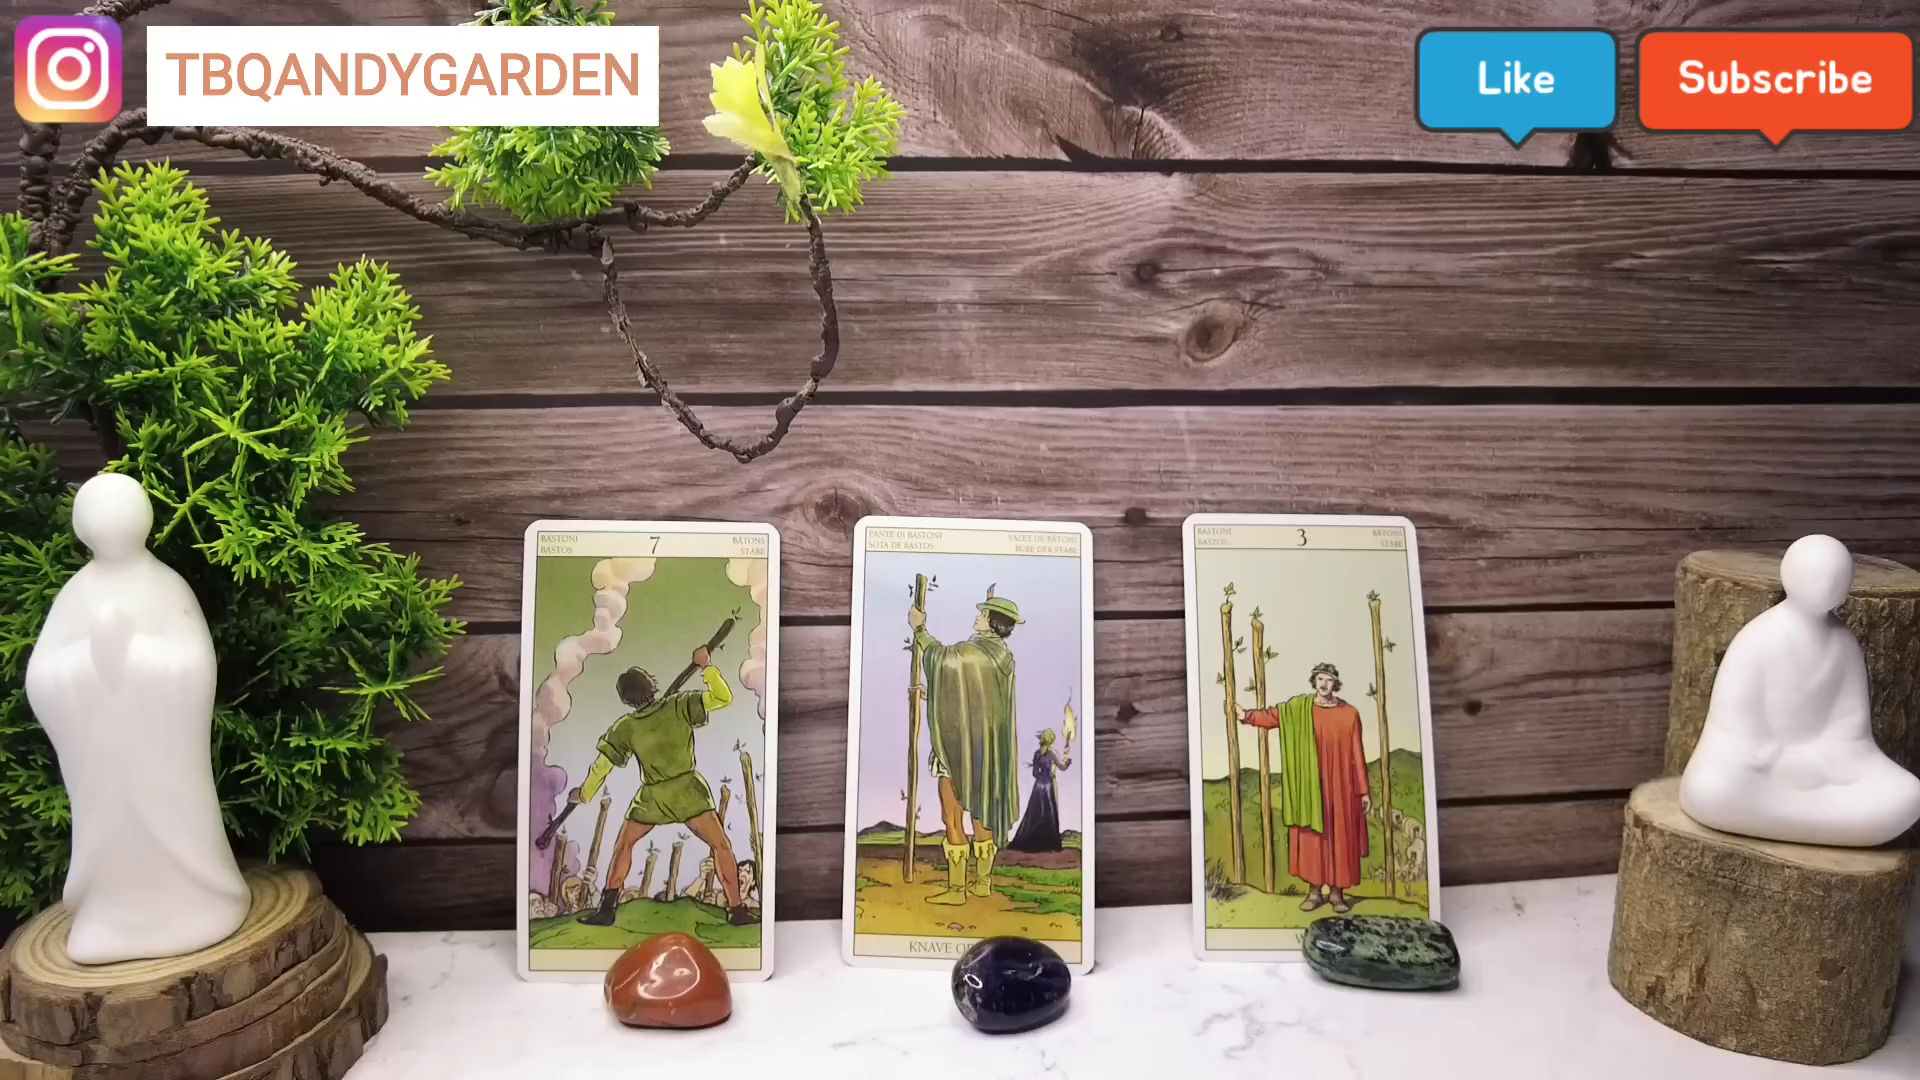 TBQANDYGARDEN
Like
Subscribe
BASTONI
BASTOS
7
BÂTONS
STÄBE
FANTE DI BASTONI
SOTA DE BASTOS
VALET DE BÂTONS
BUBE DER STÄBE
KNAVE
BASTONI
BASTOS
3
BÂTONS
STÄBE